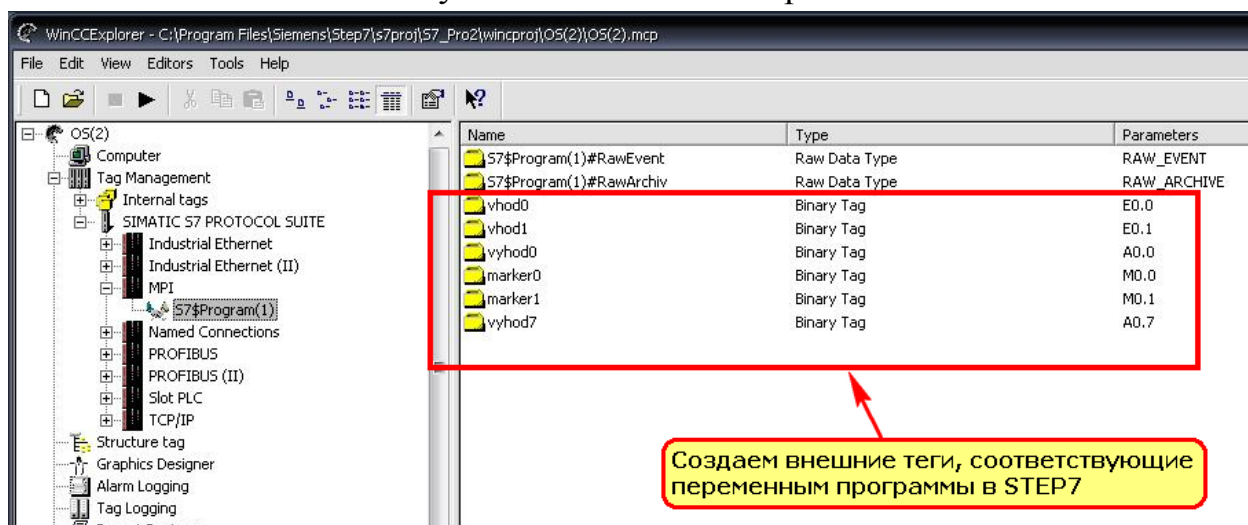 WinCCExplorer - C:\Program Files\Siemens\Step7\s7proj\S7_Pro2\wincproj\OS(2)\OS(2).mcp
File Edit View Editors Tools Help
OS(2)
Computer
Tag Management
Internal tags
SIMATIC S7 PROTOCOL SUITE
Industrial Ethernet
Industrial Ethernet (II)
MPI
S7$Program(1)
Named Connections
PROFIBUS
PROFIBUS (II)
Slot PLC
TCP/IP
Structure tag
Graphics Designer
Alarm Logging
Tag Logging
Name Type Parameters
S7$Program(1)#RawEvent Raw Data Type RAW_EVENT
S7$Program(1)#RawArchiv Raw Data Type RAW_ARCHIVE
vhod0 Binary Tag E0.0
vhod1 Binary Tag E0.1
vyhod0 Binary Tag A0.0
marker0 Binary Tag M0.0
marker1 Binary Tag M0.1
vyhod7 Binary Tag A0.7
Создаем внешние теги, соответствующие
переменным программы в STEP7